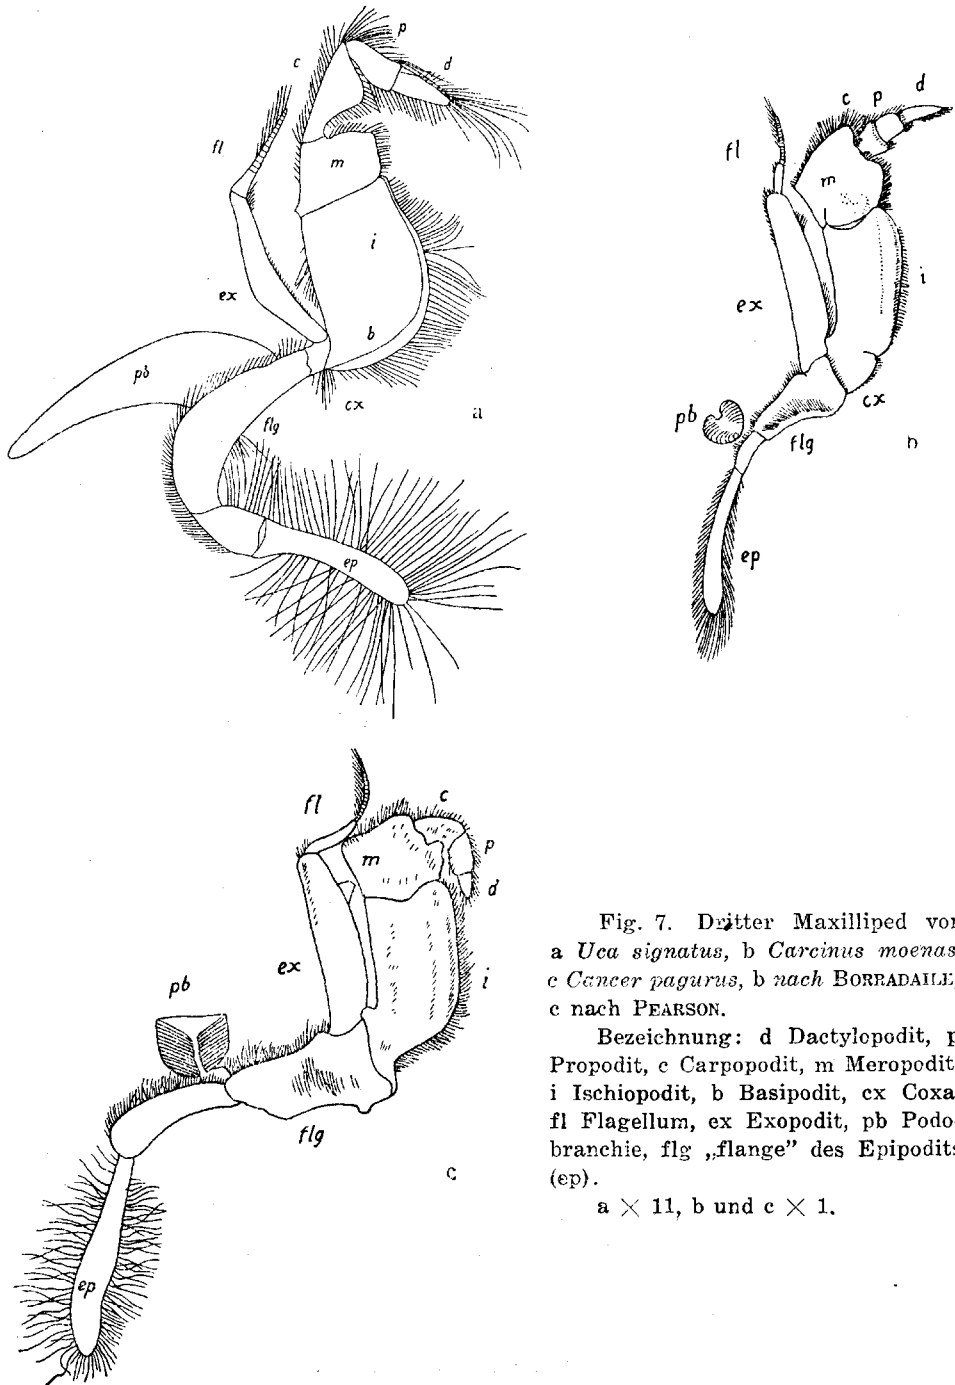 c
p
d
fl
m
i
ex
b
pb
cx
a
flg
ep
c
p
d
fl
m
i
ex
cx
pb
flg
b
ep
fl
c
m
p
d
ex
i
pb
flg
c
ep
Fig. 7. Dritter Maxilliped von
a Uca signatus, b Carcinus moenas,
c Cancer pagurus, b nach BORRADAILE,
c nach PEARSON.
Bezeichnung: d Dactylopodit, p
Propodit, c Carpopodit, m Meropodit,
i Ischiopodit, b Basipodit, cx Coxa,
fl Flagellum, ex Exopodit, pb Podo-
branchie, flg „flange” des Epipodits
(ep).
a × 11, b und c × 1.